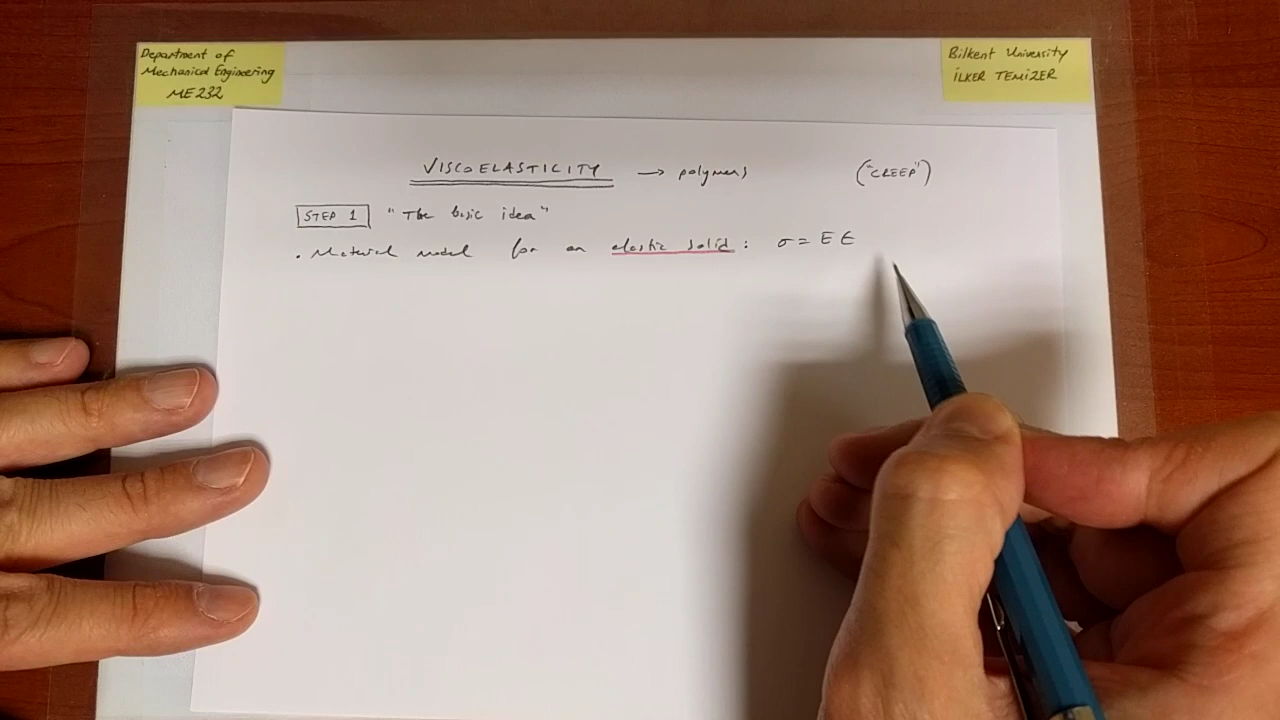 Department of
Mechanical Engineering
ME232
Bilkent University
İLKER TEMİZER
VISCOELASTICITY → polymers ("CREEP")
STEP 1 "The basic idea"
. Material model for an elastic solid : σ = E ϵ